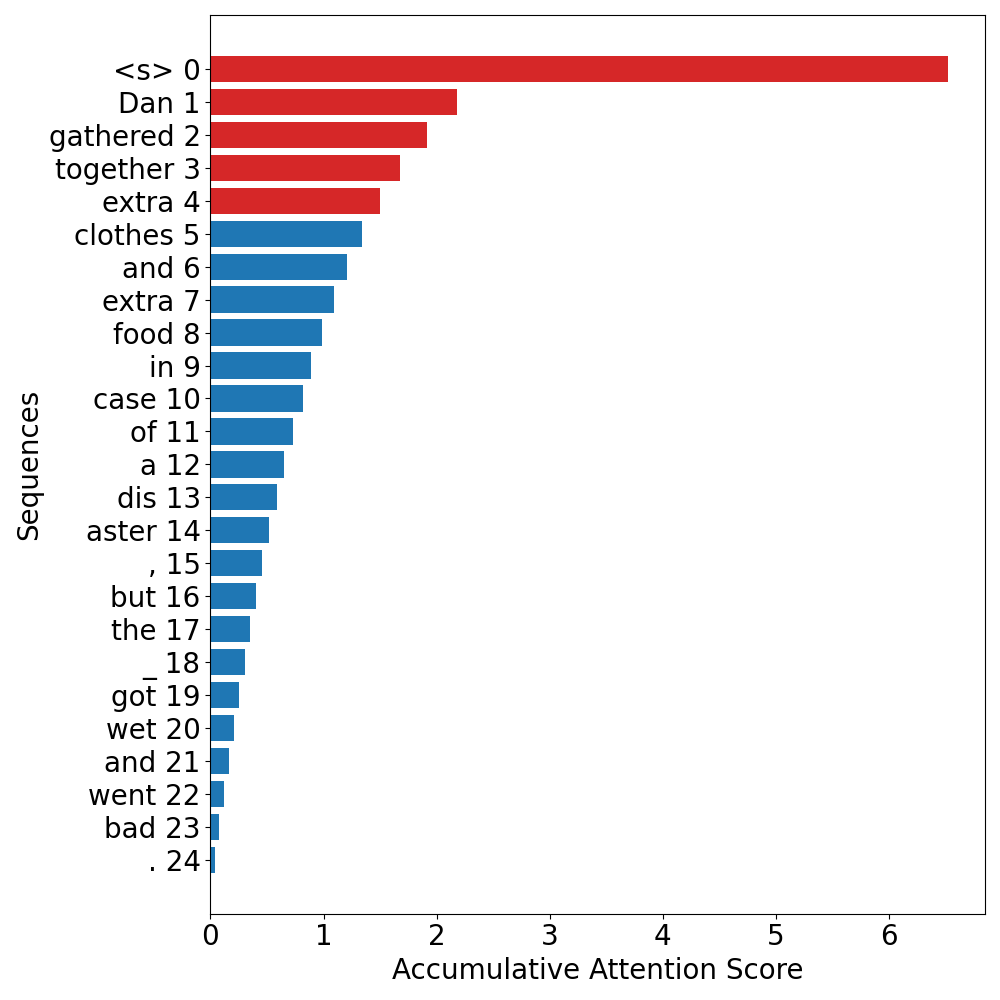 <s> 0
Dan 1
gathered 2
together 3
extra 4
clothes 5
and 6
extra 7
food 8
in 9
case 10
of 11
a 12
dis 13
aster 14
, 15
but 16
the 17
_ 18
got 19
wet 20
and 21
went 22
bad 23
. 24
Sequences
0 1 2 3 4 5 6
Accumulative Attention Score